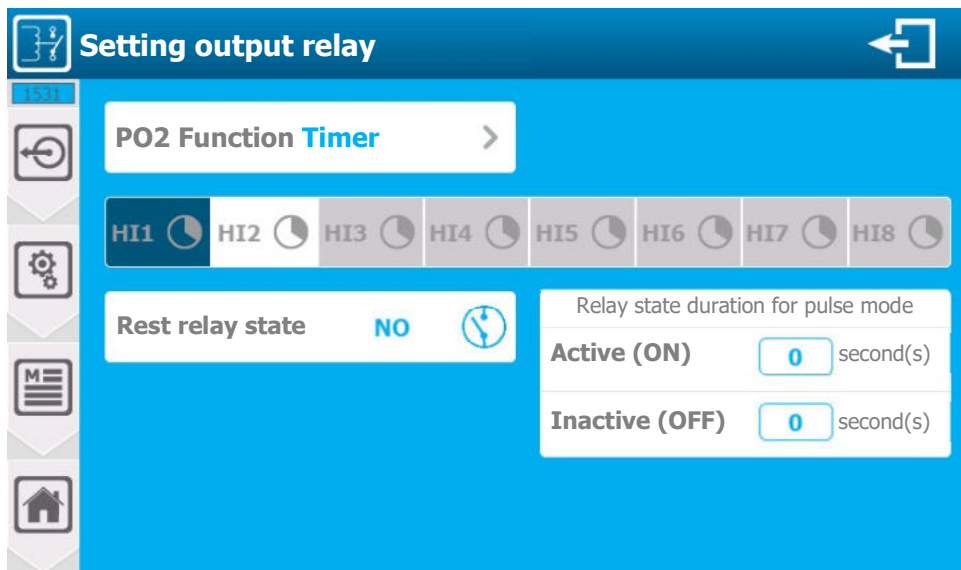 Setting output relay
1531
PO2 Function Timer
HI1 HI2 HI3 HI4 HI5 HI6 HI7 HI8
Rest relay state NO
Relay state duration for pulse mode
Active (ON) 0 second(s)
Inactive (OFF) 0 second(s)
M